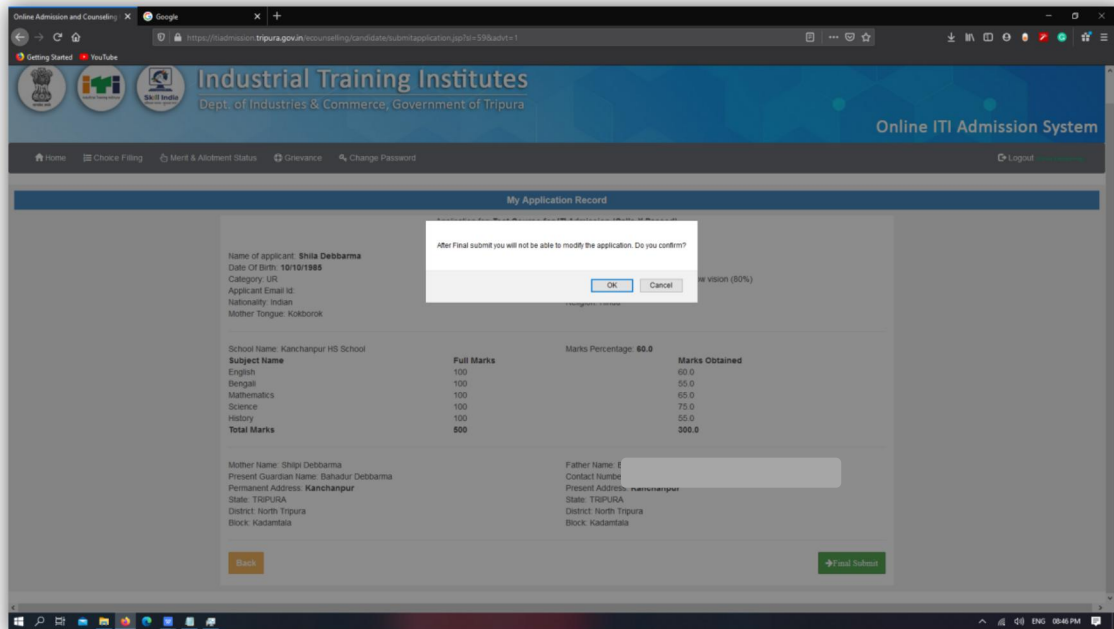 Online Admission and Counseling
Google
https://itiadmission.tripura.gov.in/ecounseling/candidate/submitapplication.jsp?sl=59&advt=1
Getting Started YouTube
Industrial Training Institutes
Skill India
Dept. of Industries & Commerce, Government of Tripura
Online ITI Admission System
Home Choice Filling Merit & Allotment Status Grievance Change Password Logout
My Application Record
After Final submit you will not be able to modify the application. Do you confirm?
OK Cancel
Name of applicant: Shila Debbarma
Date Of Birth: 10/10/1985
Category: UR vision (80%)
Applicant Email Id:
Nationality: Indian
Mother Tongue: Kokborok
School Name: Kanchanpur HS School Marks Percentage: 60.0
Subject Name Full Marks Marks Obtained
English 100 60.0
Bengali 100 55.0
Mathematics 100 65.0
Science 100 75.0
History 100 55.0
Total Marks 500 300.0
Mother Name: Shilpi Debbarma Father Name:
Present Guardian Name: Bahadur Debbarma Contact Numbe
Permanent Address: Kanchanpur Present Address: Kanchanpur
State: TRIPURA State: TRIPURA
District: North Tripura District: North Tripura
Block: Kadamtala Block: Kadamtala
Back Final Submit
ENG 08:46 PM